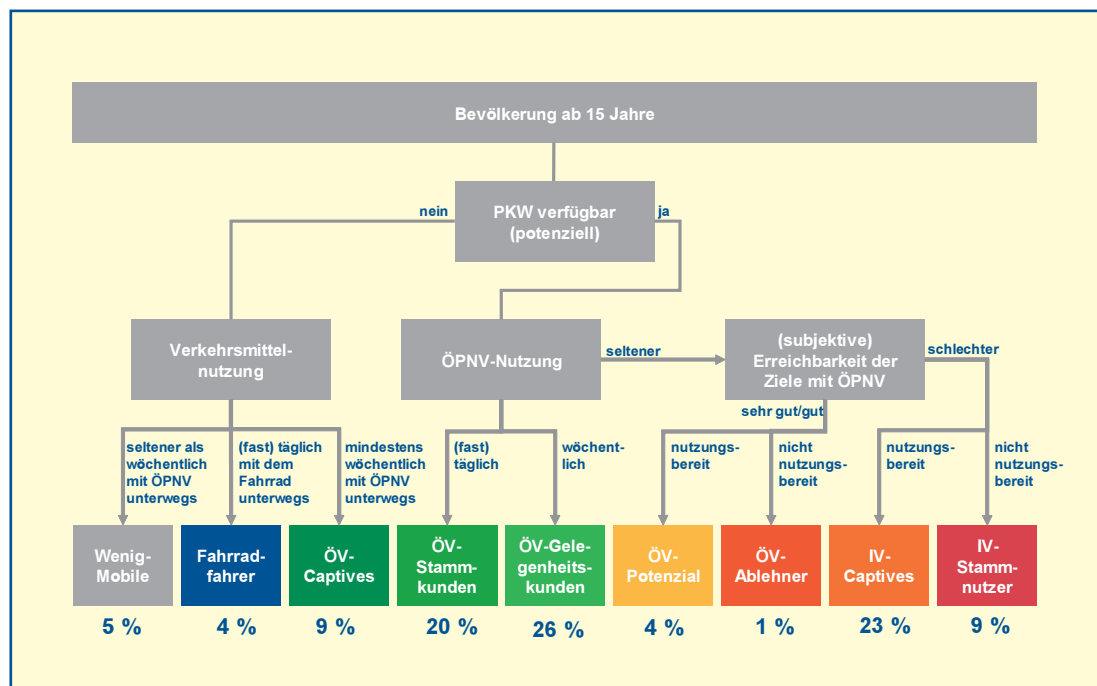 Bevölkerung ab 15 Jahre
nein
PKW verfügbar
(potenziell)
ja
Verkehrsmittel-
nutzung
ÖPNV-Nutzung
seltener
(subjektive)
Erreichbarkeit der
Ziele mit ÖPNV
schlechter
sehr gut/gut
seltener als
wöchentlich
mit ÖPNV
unterwegs
(fast) täglich
mit dem
Fahrrad
unterwegs
mindestens
wöchentlich
mit ÖPNV
unterwegs
(fast)
täglich
wöchent-
lich
nutzungs-
bereit
nicht
nutzungs-
bereit
nutzungs-
bereit
nicht
nutzungs-
bereit
Wenig-
Mobile
Fahrrad-
fahrer
ÖV-
Captives
ÖV-
Stamm-
kunden
ÖV-Gele-
genheits-
kunden
ÖV-
Potenzial
ÖV-
Ablehner
IV-
Captives
IV-
Stamm-
nutzer
5 %
4 %
9 %
20 %
26 %
4 %
1 %
23 %
9 %